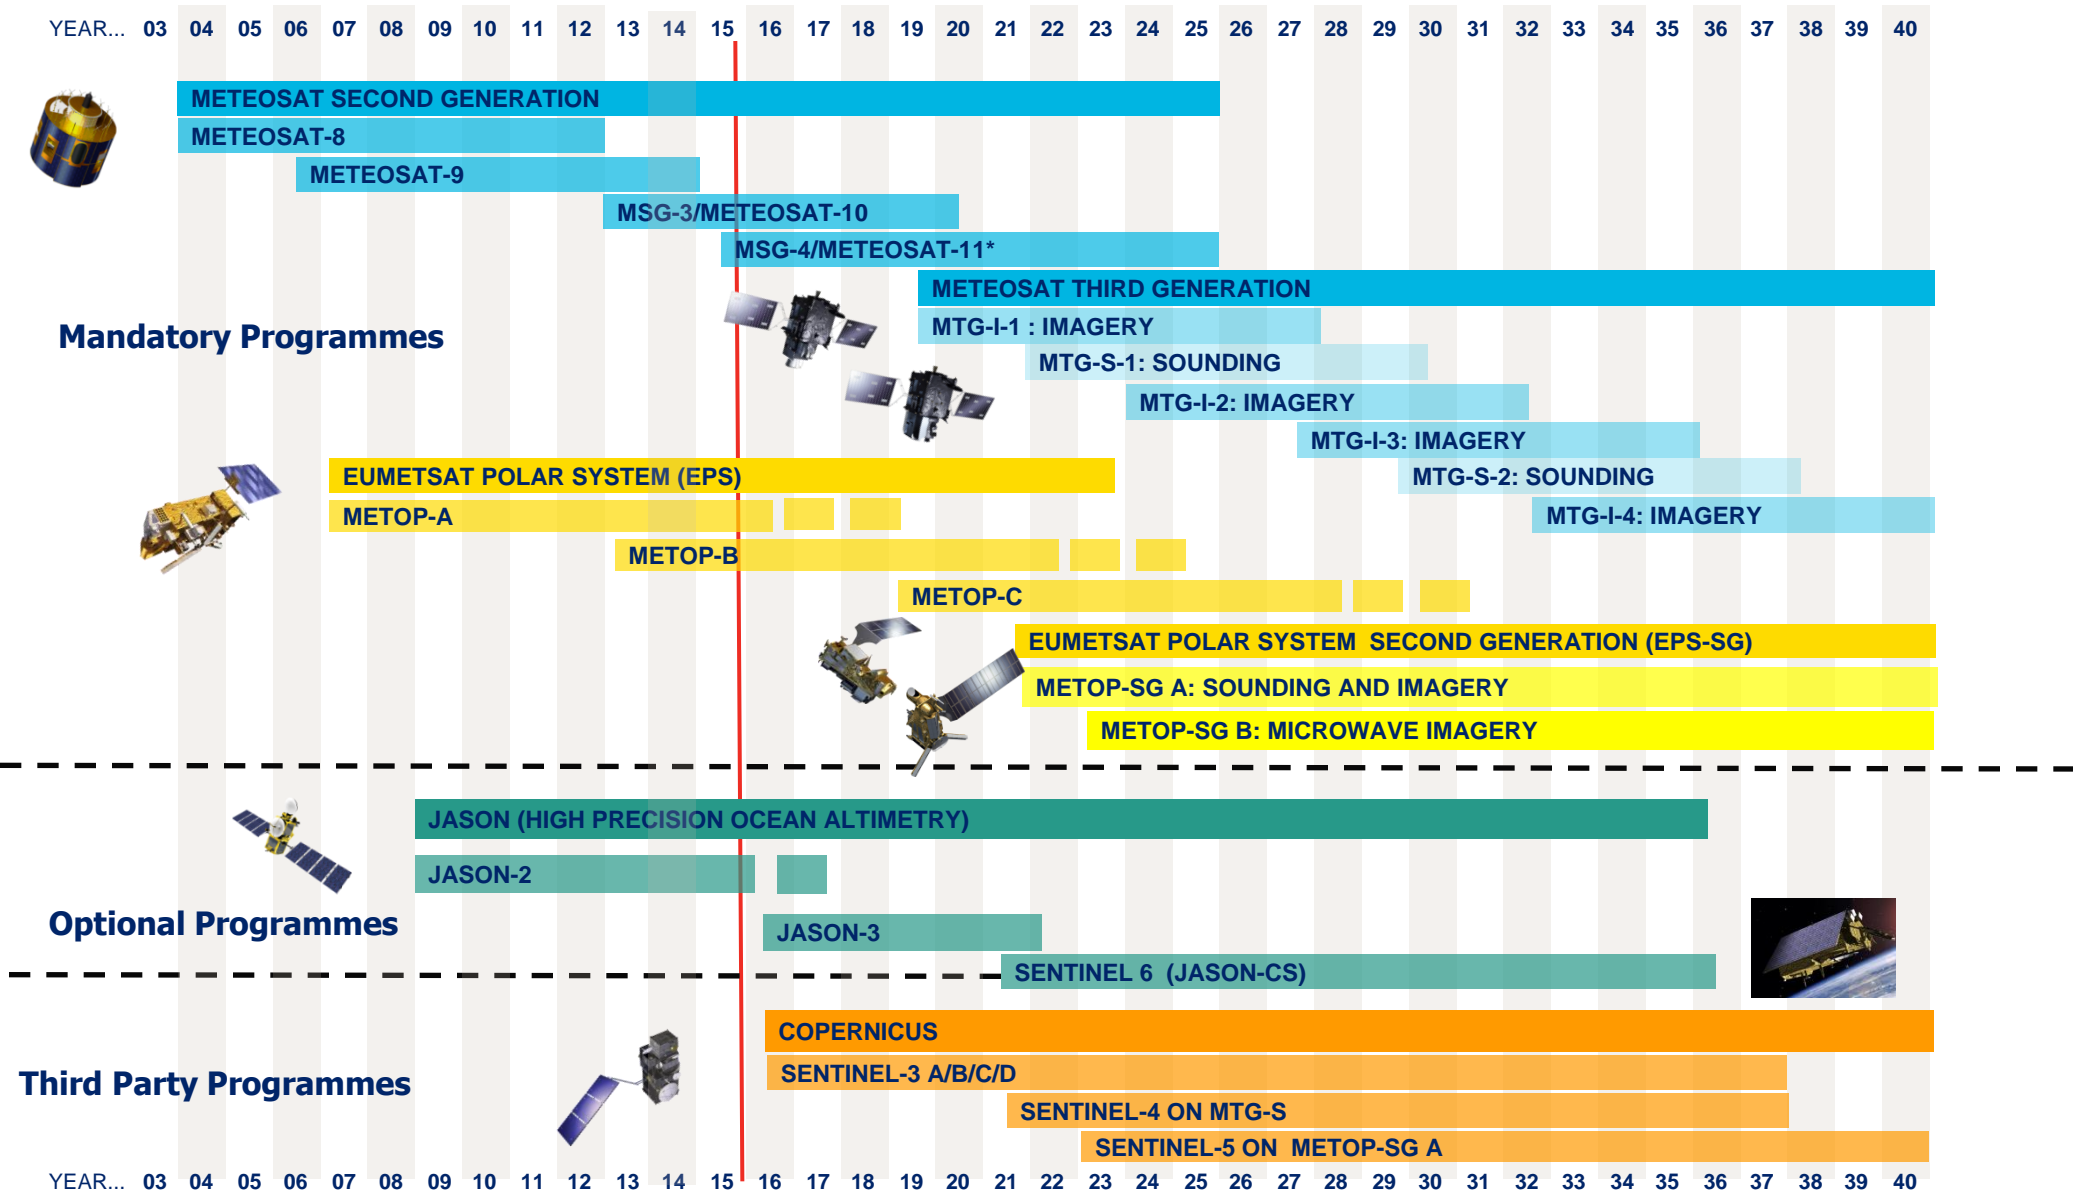 YEAR... 03 04 05 06 07 08 09 10 11 12 13 14 15 16 17 18 19 20 21 22 23 24 25 26 27 28 29 30 31 32 33 34 35 36 37 38 39 40
METEOSAT SECOND GENERATION
METEOSAT-8
METEOSAT-9
MSG-3/METEOSAT-10
MSG-4/METEOSAT-11*
METEOSAT THIRD GENERATION
MTG-I-1 : IMAGERY
Mandatory Programmes
MTG-S-1: SOUNDING
MTG-I-2: IMAGERY
MTG-I-3: IMAGERY
EUMETSAT POLAR SYSTEM (EPS)
MTG-S-2: SOUNDING
METOP-A
MTG-I-4: IMAGERY
METOP-B
METOP-C
EUMETSAT POLAR SYSTEM SECOND GENERATION (EPS-SG)
METOP-SG A: SOUNDING AND IMAGERY
METOP-SG B: MICROWAVE IMAGERY
JASON (HIGH PRECISION OCEAN ALTIMETRY)
JASON-2
Optional Programmes
JASON-3
SENTINEL 6 (JASON-CS)
COPERNICUS
SENTINEL-3 A/B/C/D
Third Party Programmes
SENTINEL-4 ON MTG-S
SENTINEL-5 ON METOP-SG A
YEAR... 03 04 05 06 07 08 09 10 11 12 13 14 15 16 17 18 19 20 21 22 23 24 25 26 27 28 29 30 31 32 33 34 35 36 37 38 39 40